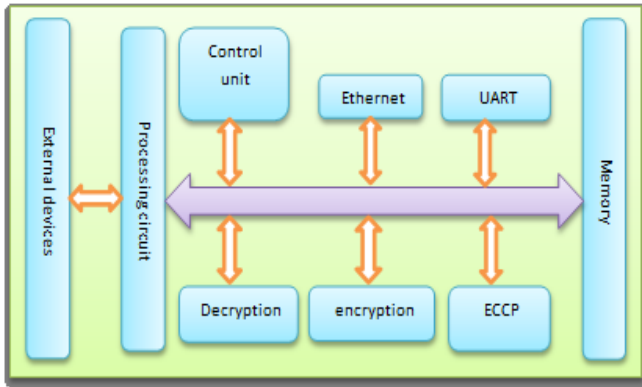 External devices
Processing circuit
Control
unit
Ethernet
UART
Memory
Decryption
encryption
ECCP